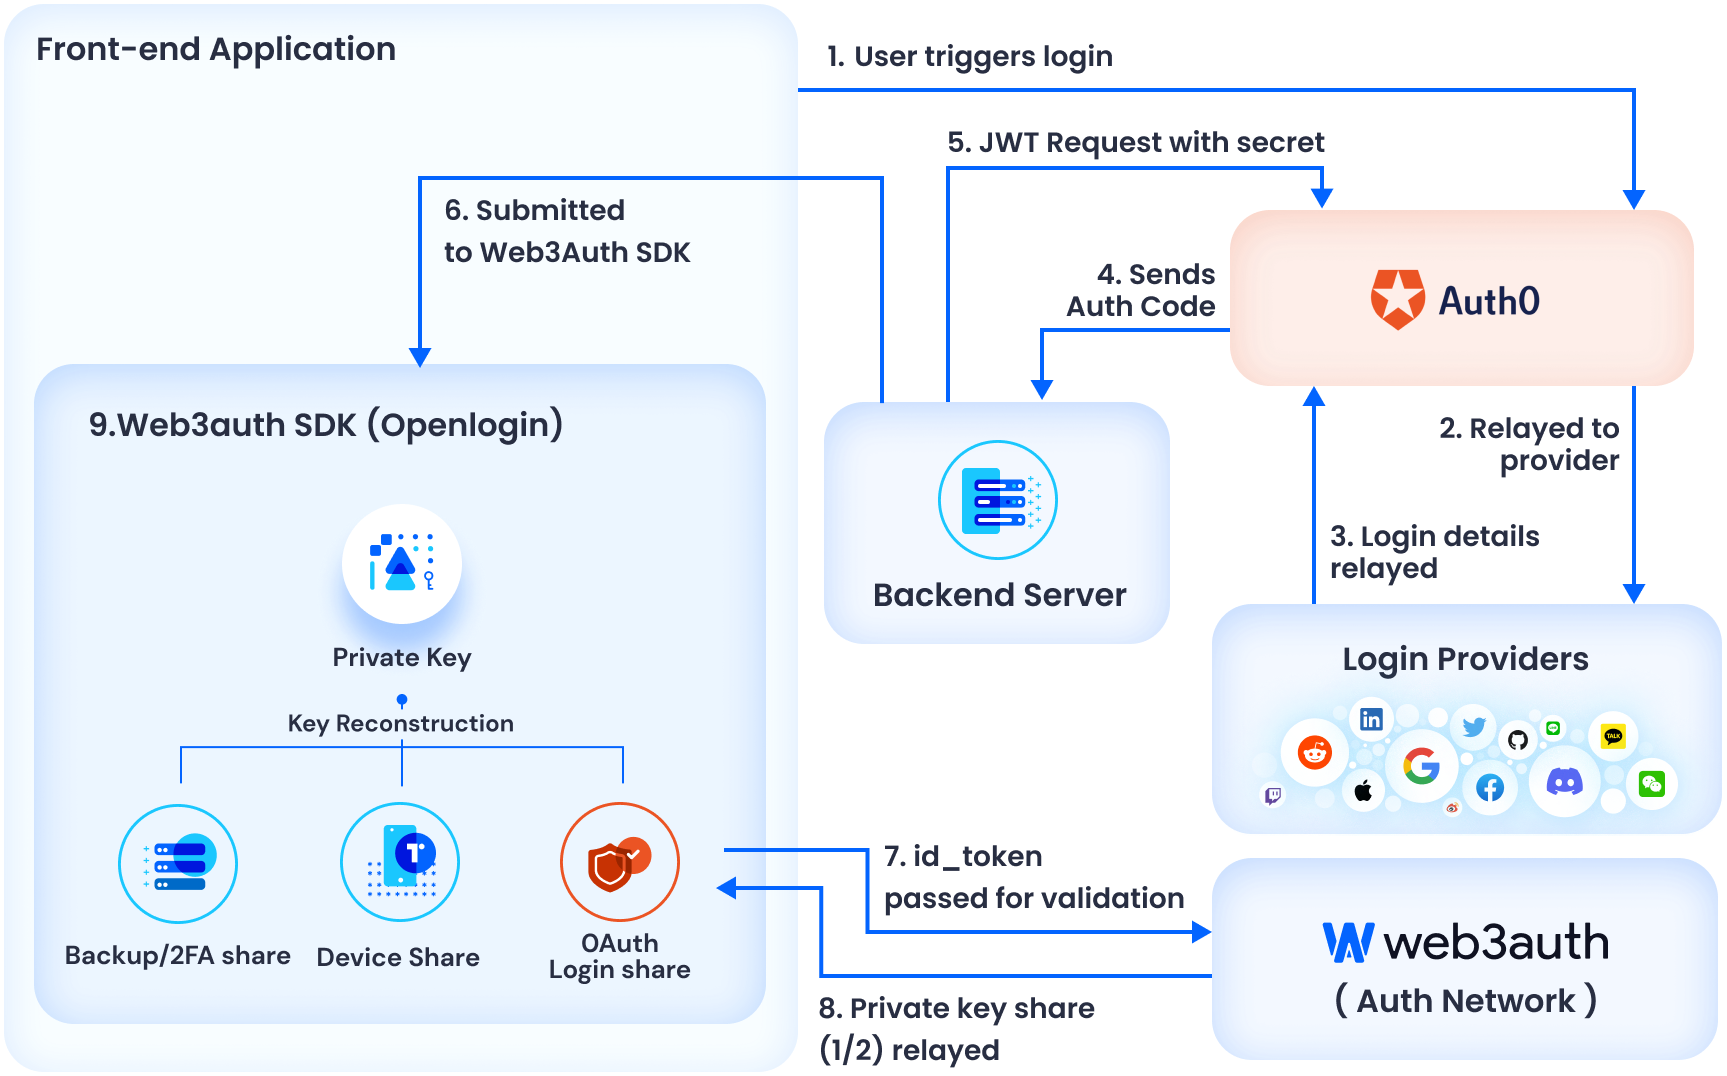 Front-end Application
1. User triggers login
5. JWT Request with secret
6. Submitted
to Web3Auth SDK
4. Sends
Auth Code
Auth0
9.Web3auth SDK (Openlogin)
2. Relayed to
provider
3. Login details
relayed
Backend Server
Private Key
Login Providers
Key Reconstruction
in
TALK
7. id_token
passed for validation
Backup/2FA share
Device Share
0Auth
Login share
web3auth
( Auth Network )
8. Private key share
(1/2) relayed